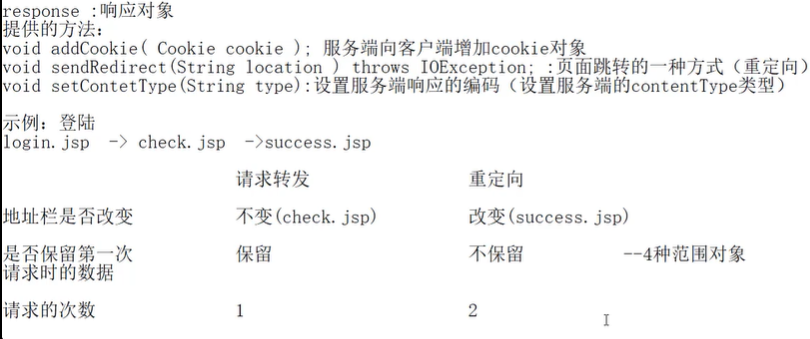 response :响应对象
提供的方法：
void addCookie( Cookie cookie ); 服务端向客户端增加cookie对象
void sendRedirect(String location ) throws IOException; :页面跳转的一种方式（重定向）
void setContetType(String type):设置服务端响应的编码（设置服务端的contentType类型）
示例：登陆
login.jsp -> check.jsp ->success.jsp
请求转发 重定向
地址栏是否改变 不变(check.jsp) 改变(success.jsp)
是否保留第一次 保留 不保留 --4种范围对象
请求时的数据
请求的次数 1 2